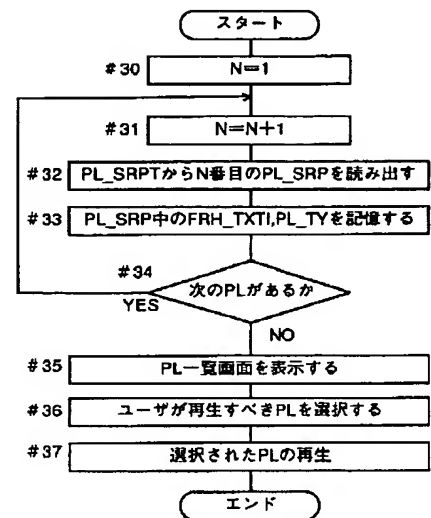 スタート
#30 N=1
#31 N=N+1
#32 PL_SRPTからN番目のPL_SRPを読み出す
#33 PL_SRP中のFRH_TXTI,PL_TYを記憶する
#34
次のPLがあるか
YES
NO
#35 PL一覧画面を表示する
#36 ユーザが再生すべきPLを選択する
#37 選択されたPLの再生
エンド